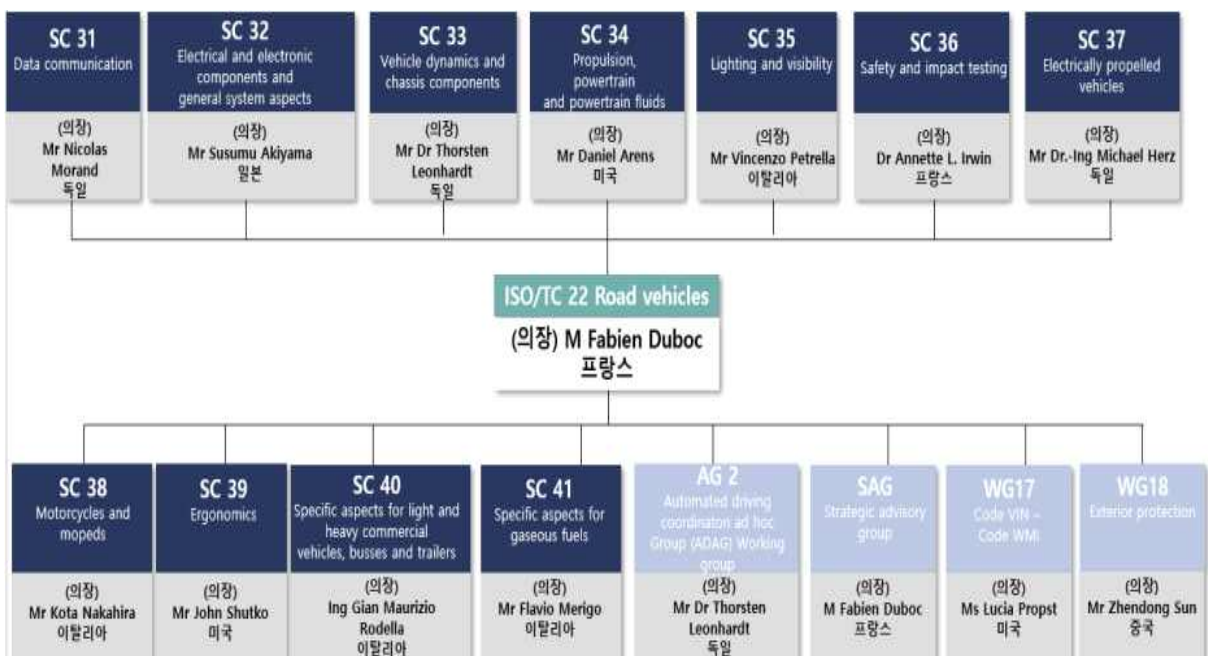 SC 31
Data communication
(의장)
Mr Nicolas
Morand
독일
SC 32
Electrical and electronic
components and
general system aspects
(의장)
Mr Susumu Akiyama
일본
SC 33
Vehicle dynamics and
chassis components
(의장)
Mr Dr Thorsten
Leonhardt
독일
SC 34
Propulsion,
powertrain
and powertrain fluids
(의장)
Mr Daniel Arens
미국
SC 35
Lighting and visibility
(의장)
Mr Vincenzo Petrella
이탈리아
SC 36
Safety and impact testing
(의장)
Dr Annette L. Irwin
프랑스
SC 37
Electrically propelled
vehicles
(의장)
Mr Dr.-Ing Michael Herz
독일
ISO/TC 22 Road vehicles
(의장) M Fabien Duboc
프랑스
SC 38
Motorcycles and
mopeds
(의장)
Mr Kota Nakahira
이탈리아
SC 39
Ergonomics
(의장)
Mr John Shutko
미국
SC 40
Specific aspects for light and
heavy commercial
vehicles, busses and trailers
(의장)
Ing Gian Maurizio
Rodella
이탈리아
SC 41
Specific aspects for
gaseous fuels
(의장)
Mr Flavio Merigo
이탈리아
AG 2
Automated driving
coordinaton ad hoc
Group (ADAG) Working
group
(의장)
Mr Dr Thorsten
Leonhardt
독일
SAG
Strategic advisory
group
(의장)
M Fabien Duboc
프랑스
WG17
Code VIN –
Code WMI
(의장)
Ms Lucia Propst
미국
WG18
Exterior protection
(의장)
Mr Zhendong Sun
중국